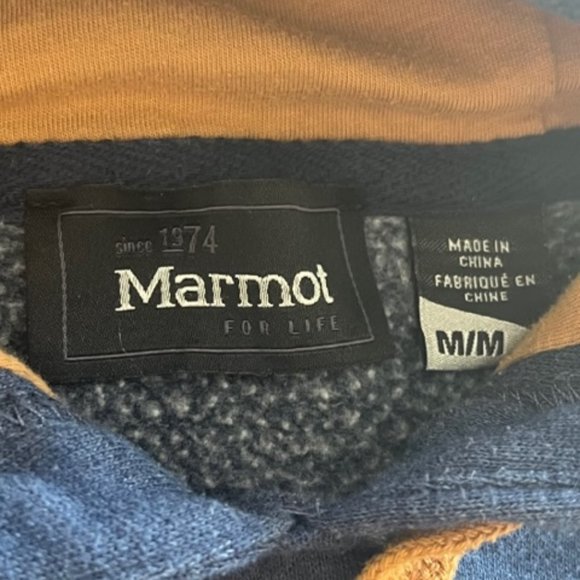 since 1974
Marmot
FOR LIFE
MADE IN
CHINA
FABRIQUÉ EN
CHINE
M/M